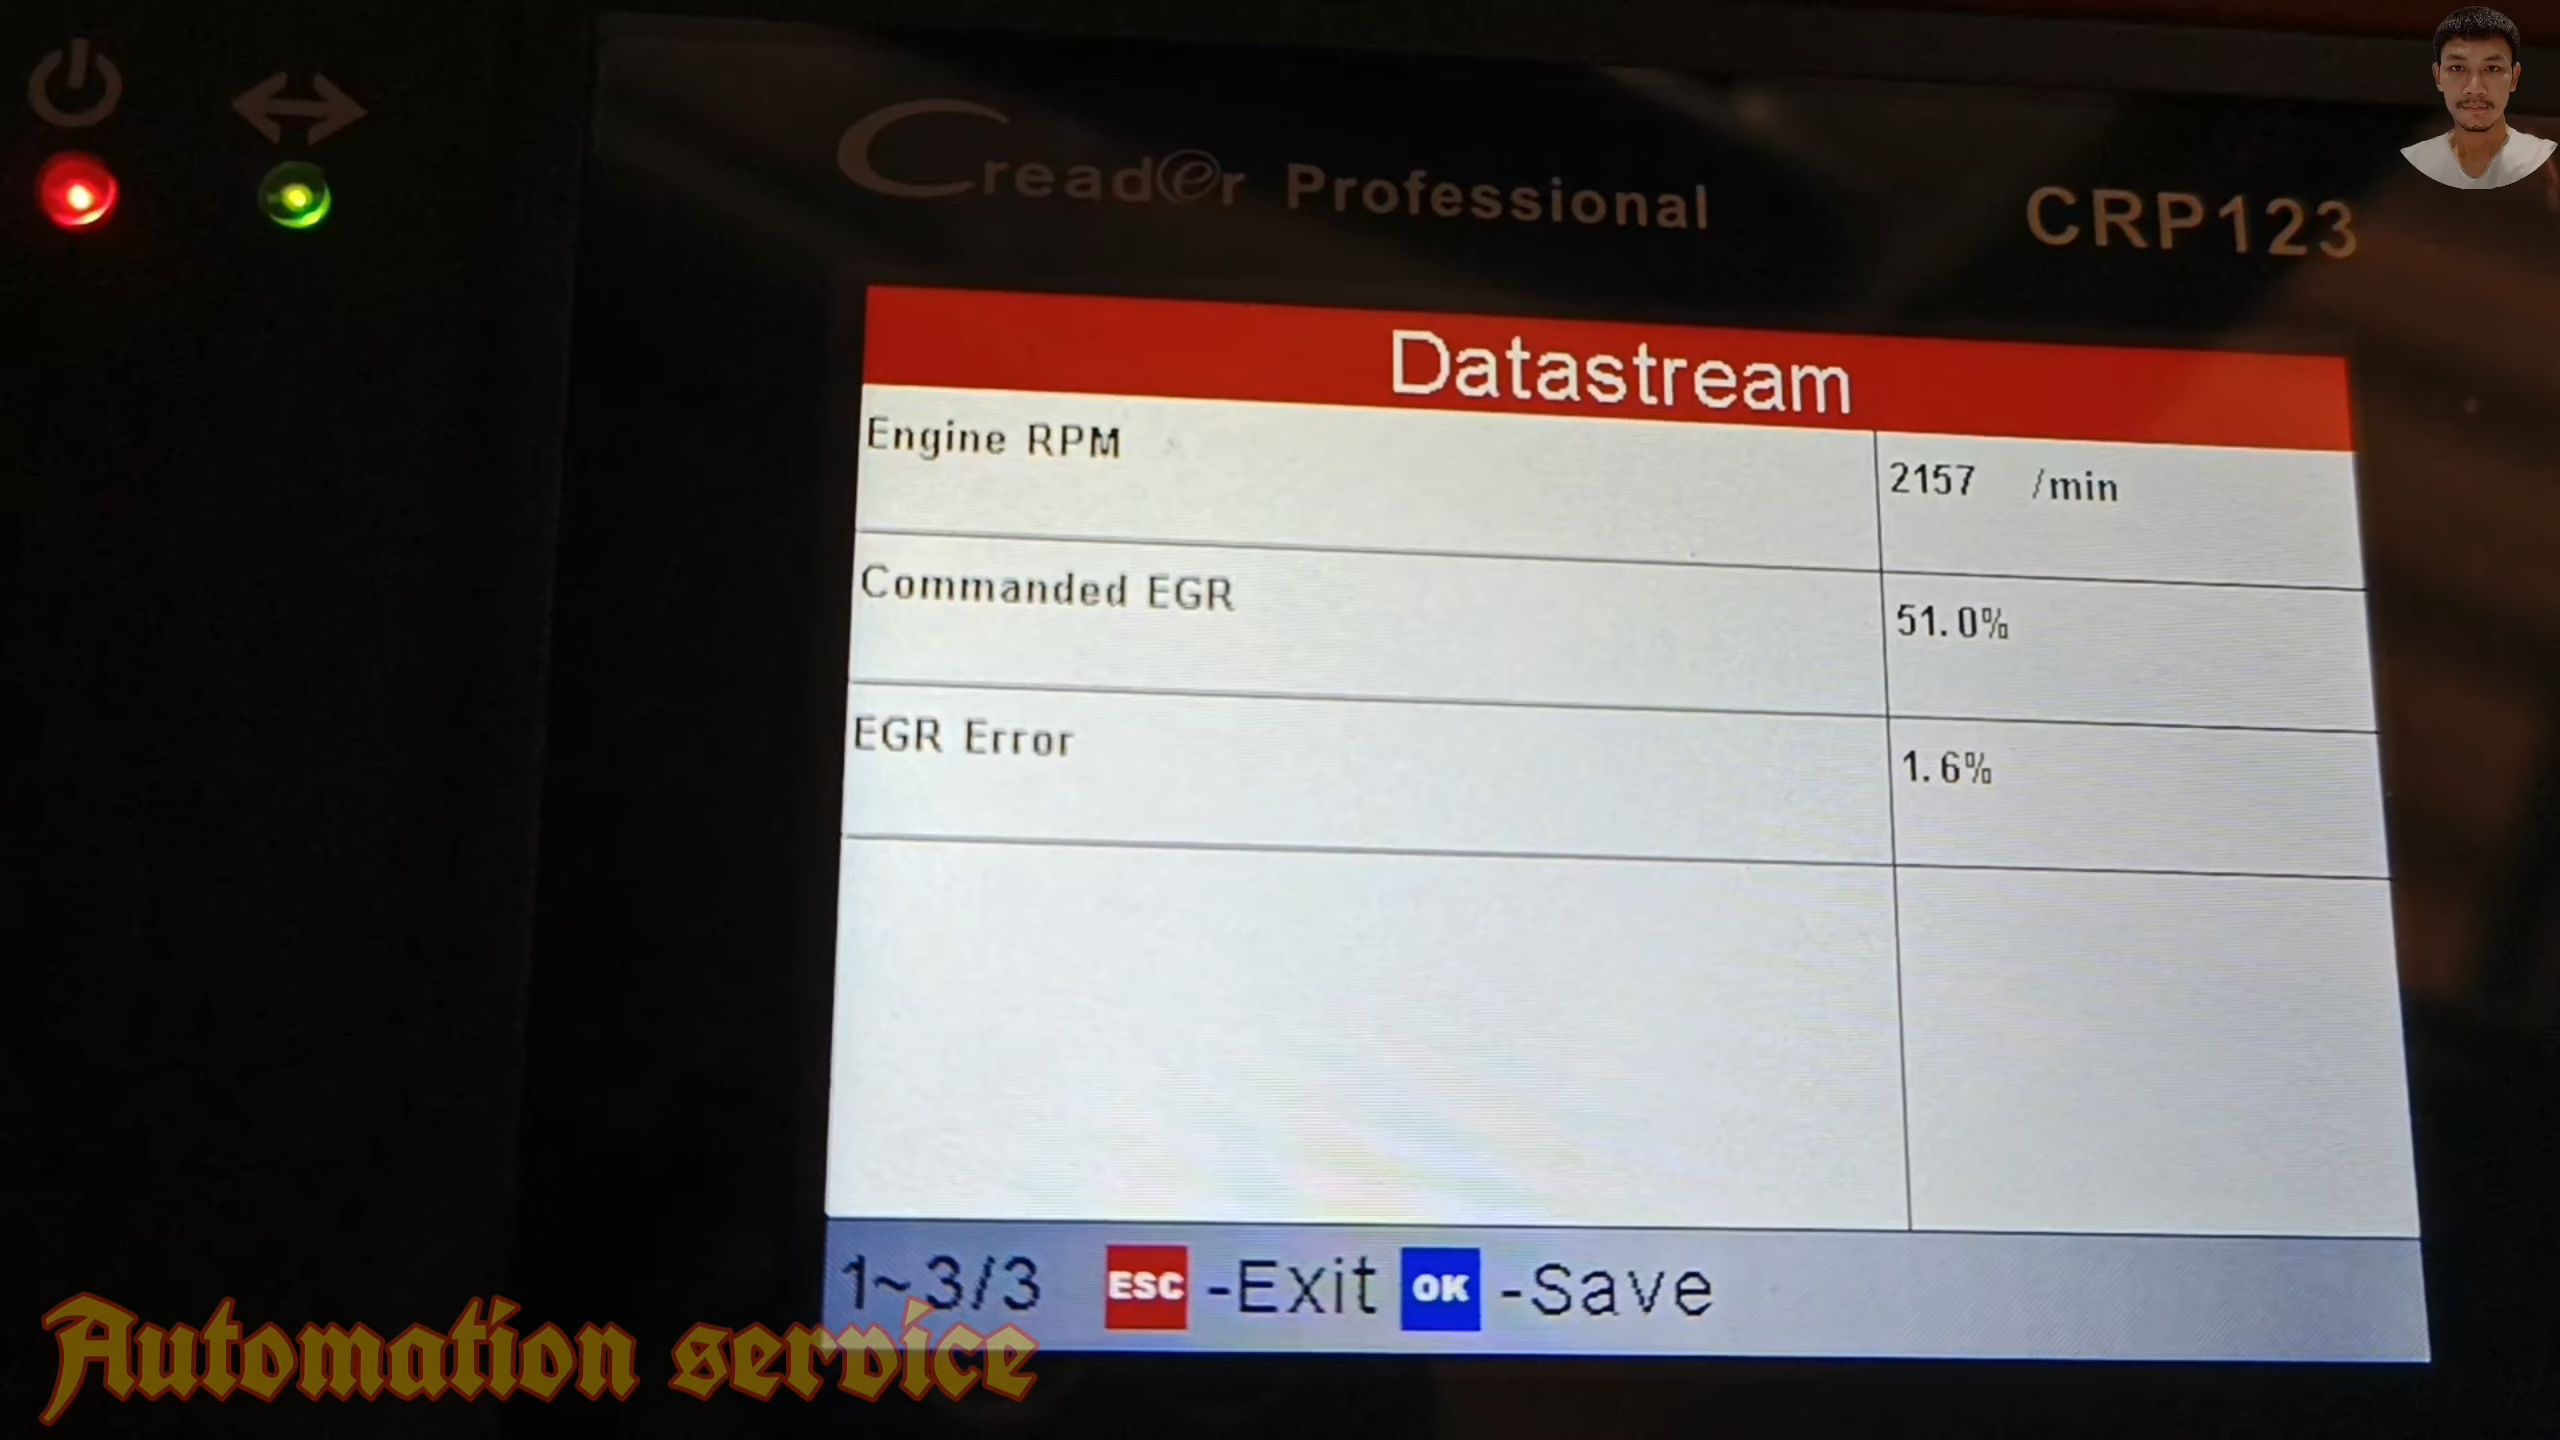 Creader Professional
CRP123
Datastream
Engine RPM 2157 /min
Commanded EGR 51.0%
EGR Error 1.6%
1~3/3 ESC -Exit OK -Save
Automation service